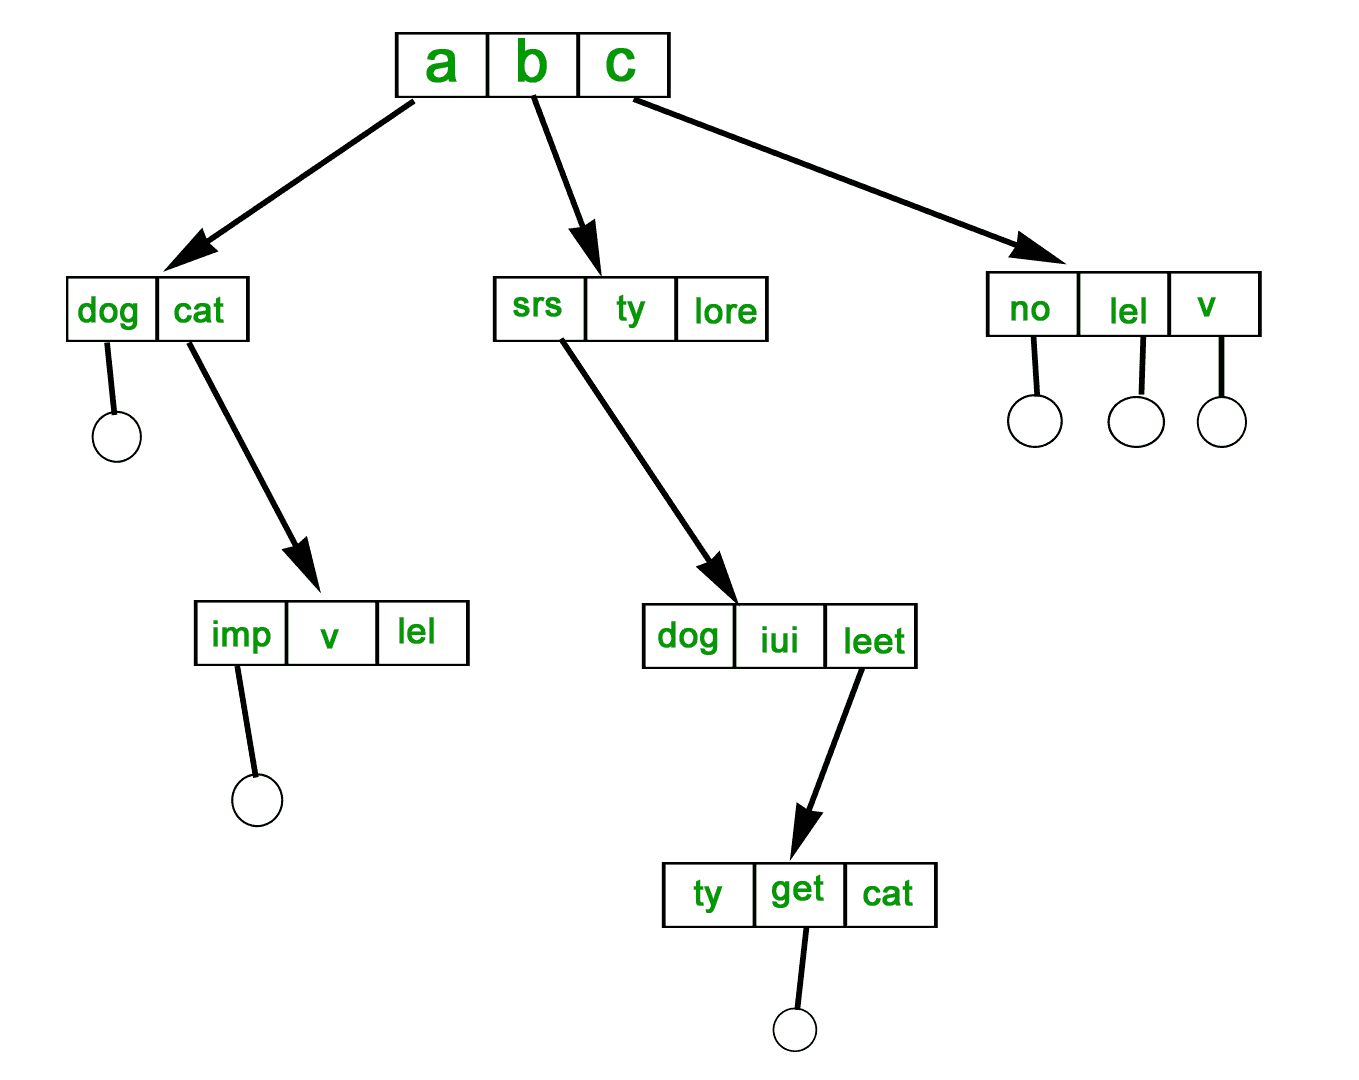 a b c
dog cat
srs ty lore
no lel v
imp v lel
dog iui leet
ty get cat